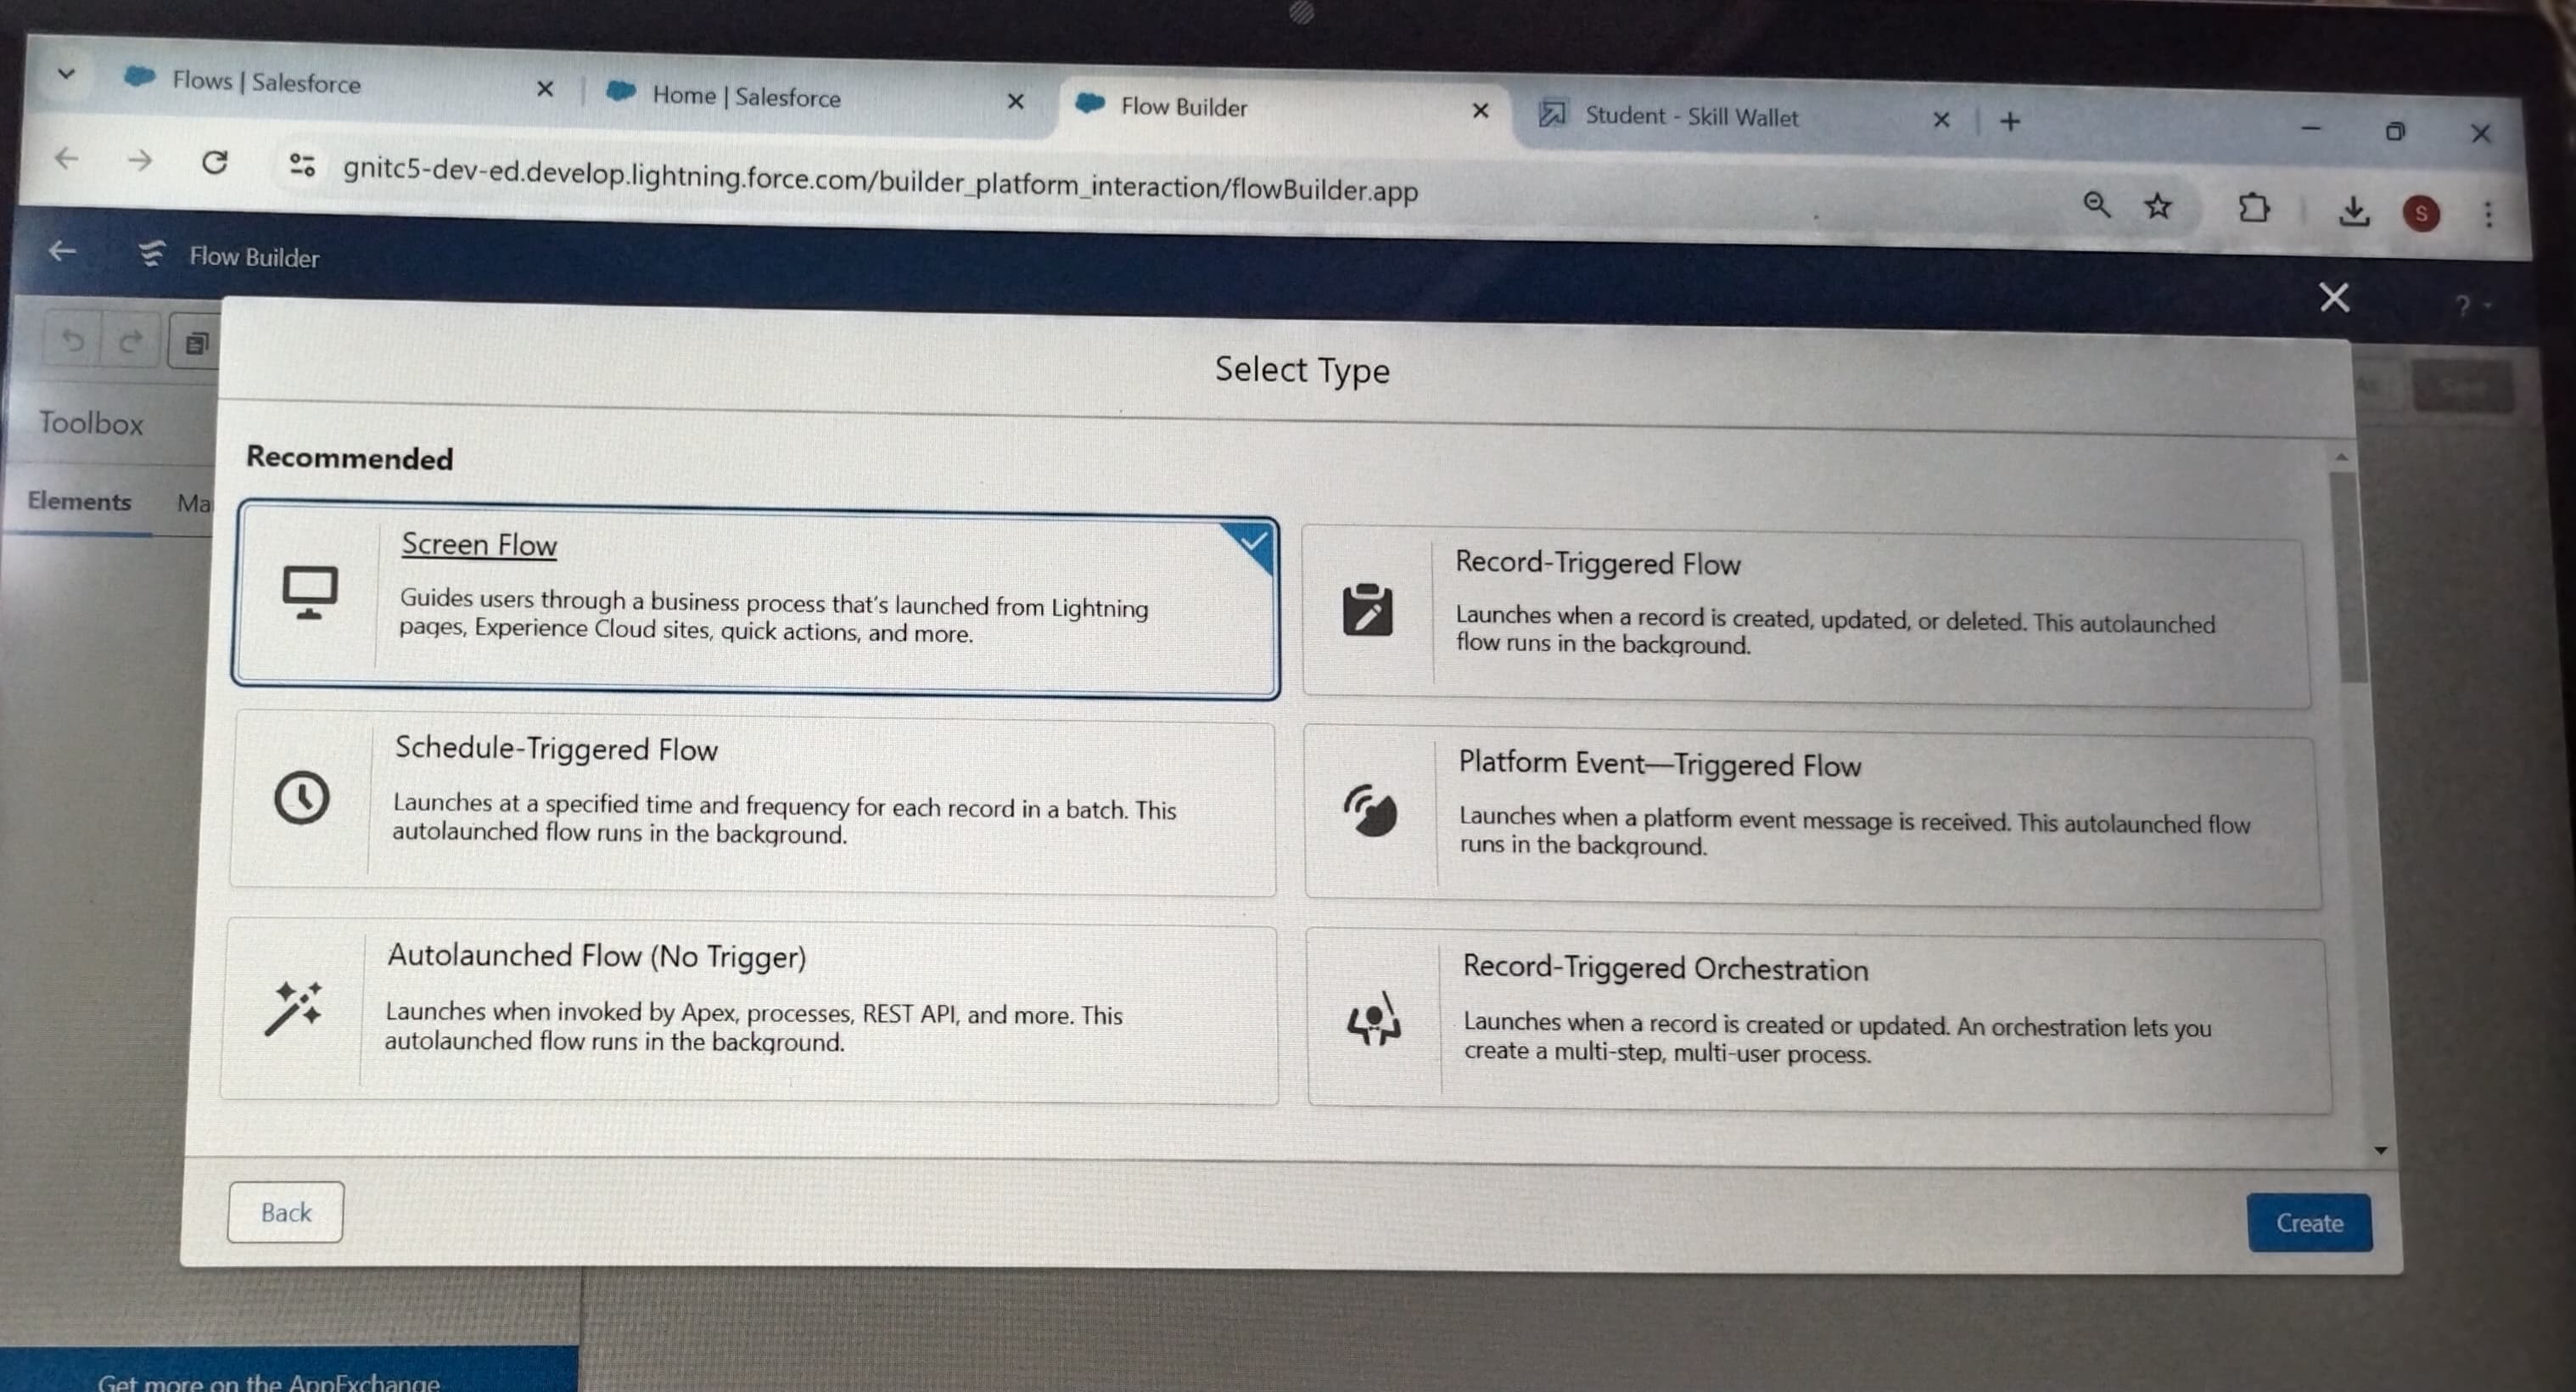 Flows | Salesforce
Home | Salesforce
Flow Builder
Student - Skill Wallet
gnitc5-dev-ed.develop.lightning.force.com/builder_platform_interaction/flowBuilder.app
S
Flow Builder
?
Select Type
Toolbox
Recommended
Elements
Ma
Screen Flow
Guides users through a business process that's launched from Lightning
pages, Experience Cloud sites, quick actions, and more.
Record-Triggered Flow
Launches when a record is created, updated, or deleted. This autolaunched
flow runs in the background.
Schedule-Triggered Flow
Launches at a specified time and frequency for each record in a batch. This
autolaunched flow runs in the background.
Platform Event—Triggered Flow
Launches when a platform event message is received. This autolaunched flow
runs in the background.
Autolaunched Flow (No Trigger)
Launches when invoked by Apex, processes, REST API, and more. This
autolaunched flow runs in the background.
Record-Triggered Orchestration
Launches when a record is created or updated. An orchestration lets you
create a multi-step, multi-user process.
Back
Create
Get more on the AppExchange